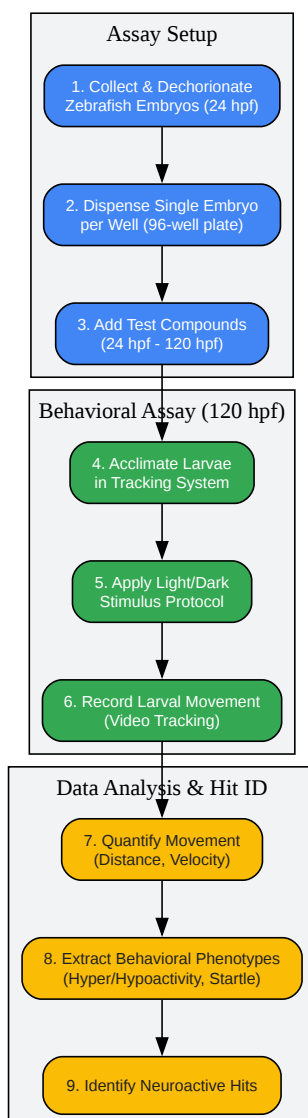 Assay Setup
1. Collect & Dechorionate
Zebrafish Embryos (24 hpf)
2. Dispense Single Embryo
per Well (96-well plate)
3. Add Test Compounds
(24 hpf - 120 hpf)
Behavioral Assay (120 hpf)
4. Acclimate Larvae
in Tracking System
5. Apply Light/Dark
Stimulus Protocol
6. Record Larval Movement
(Video Tracking)
Data Analysis & Hit ID
7. Quantify Movement
(Distance, Velocity)
8. Extract Behavioral Phenotypes
(Hyper/Hypoactivity, Startle)
9. Identify Neuroactive Hits